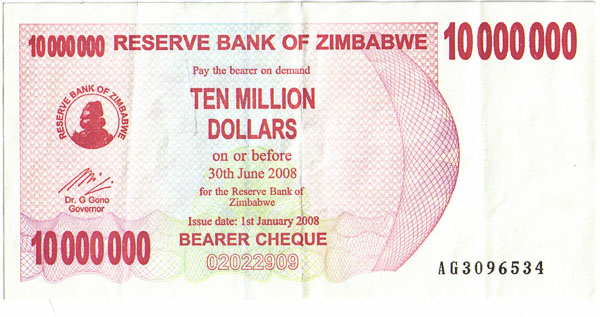 10 000 000 RESERVE BANK OF ZIMBABWE 10 000 000
Pay the bearer on demand
TEN MILLION
DOLLARS
on or before
30th June 2008
for the Reserve Bank of
Zimbabwe
RESERVE BANK OF ZIMBABWE
Dr. G Gono
Governor
Issue date: 1st January 2008
10 000 000 BEARER CHEQUE
02022909
AG3096534